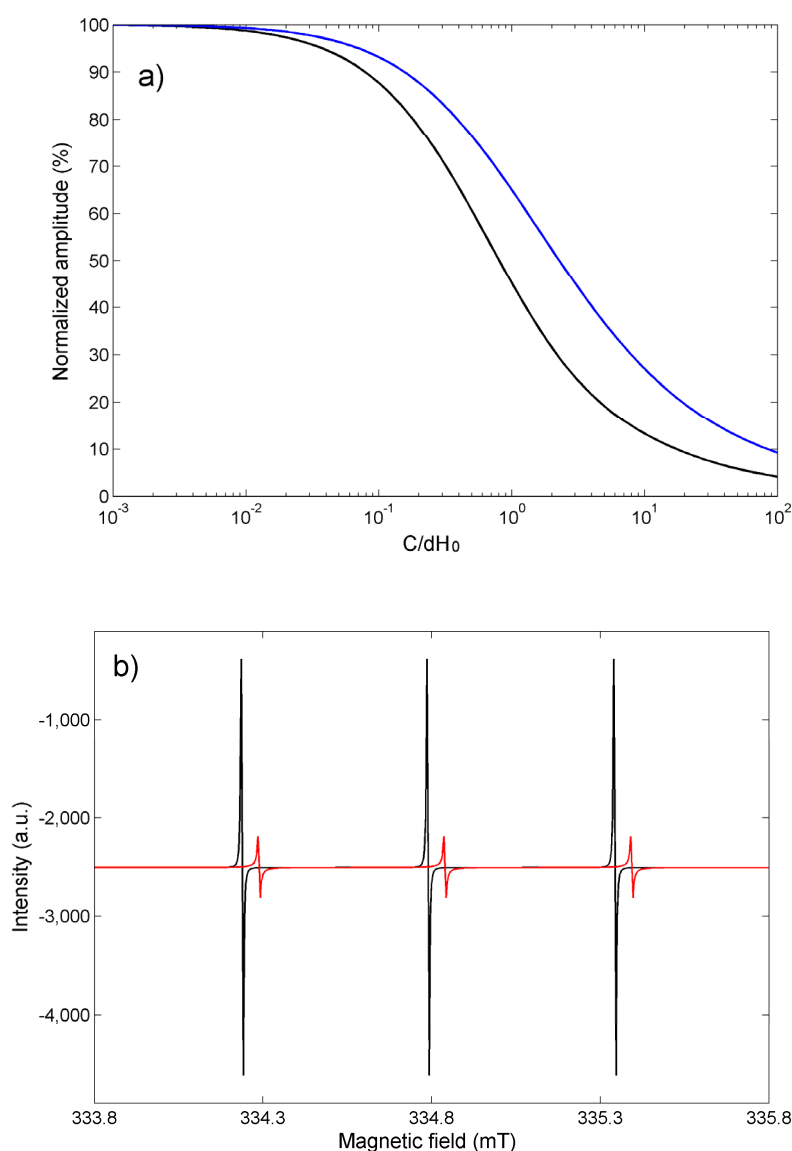 100
90
80
70
60
50
40
30
20
10
0
a)
Normalized amplitude (%)
10⁻³ 10⁻² 10⁻¹ 10⁰ 10¹ 10²
C/dH₀
b)
-1,000
-2,000
-3,000
-4,000
Intensity (a.u.)
333.8 334.3 334.8 335.3 335.8
Magnetic field (mT)